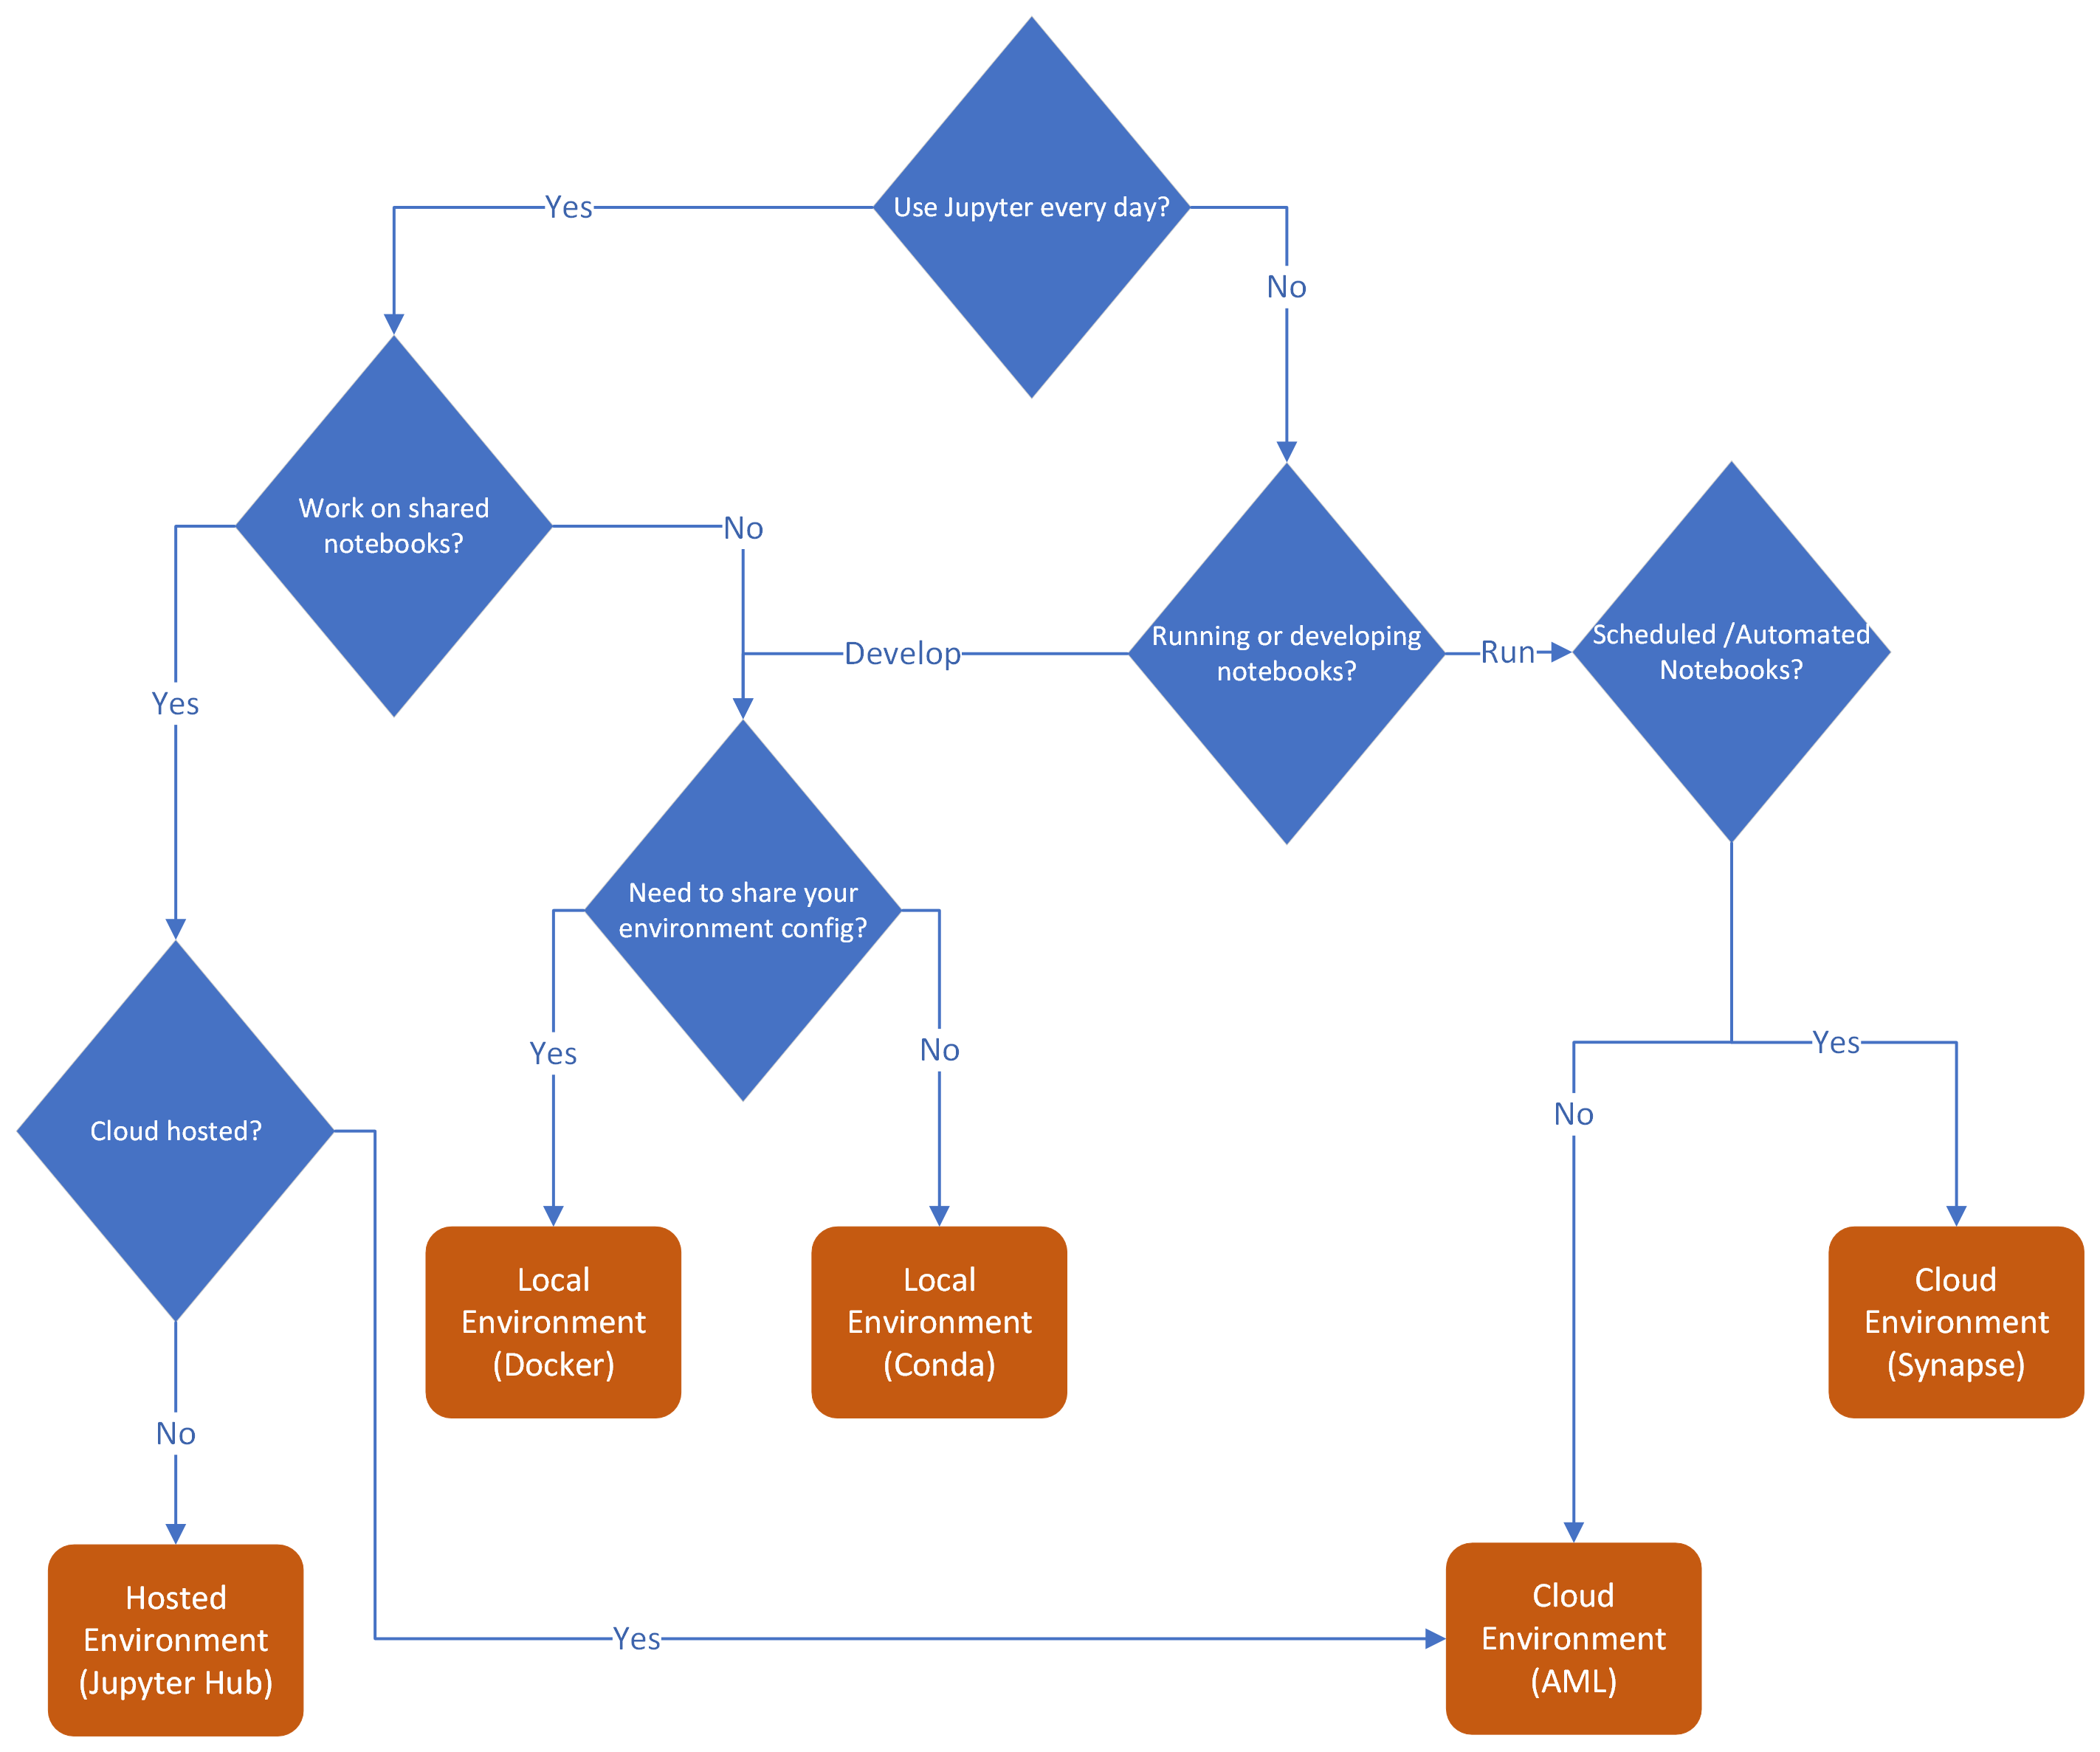 Use Jupyter every day?
Yes
No
Work on shared
notebooks?
No
Yes
Running or developing
notebooks?
Develop
Run
Scheduled /Automated
Notebooks?
Need to share your
environment config?
Yes
No
No
Yes
Cloud hosted?
No
Yes
Local
Environment
(Docker)
Local
Environment
(Conda)
Cloud
Environment
(Synapse)
Hosted
Environment
(Jupyter Hub)
Cloud
Environment
(AML)